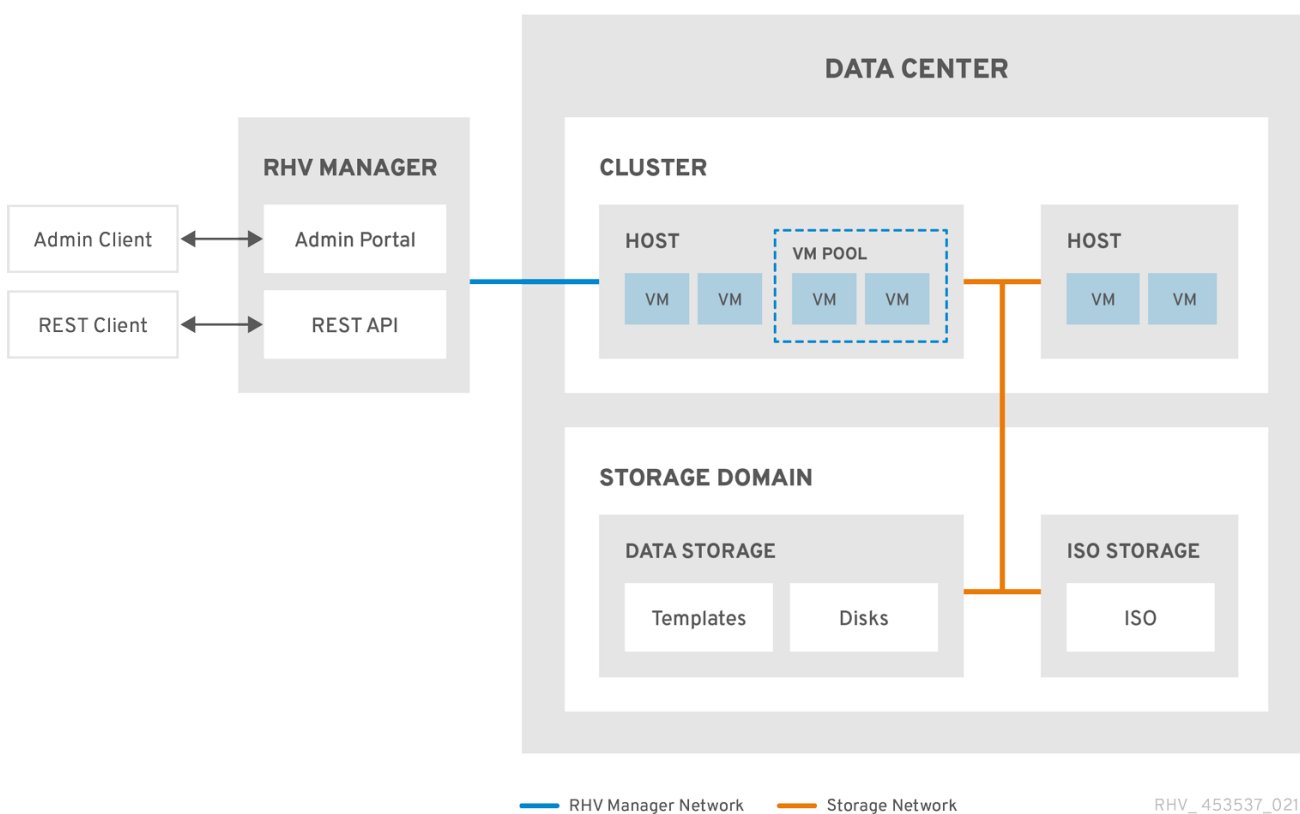 DATA CENTER
RHV MANAGER
CLUSTER
Admin Client
Admin Portal
HOST
VM POOL
HOST
VM
VM
VM
VM
VM
VM
REST Client
REST API
STORAGE DOMAIN
DATA STORAGE
ISO STORAGE
Templates
Disks
ISO
RHV Manager Network
Storage Network
RHV_ 453537_021